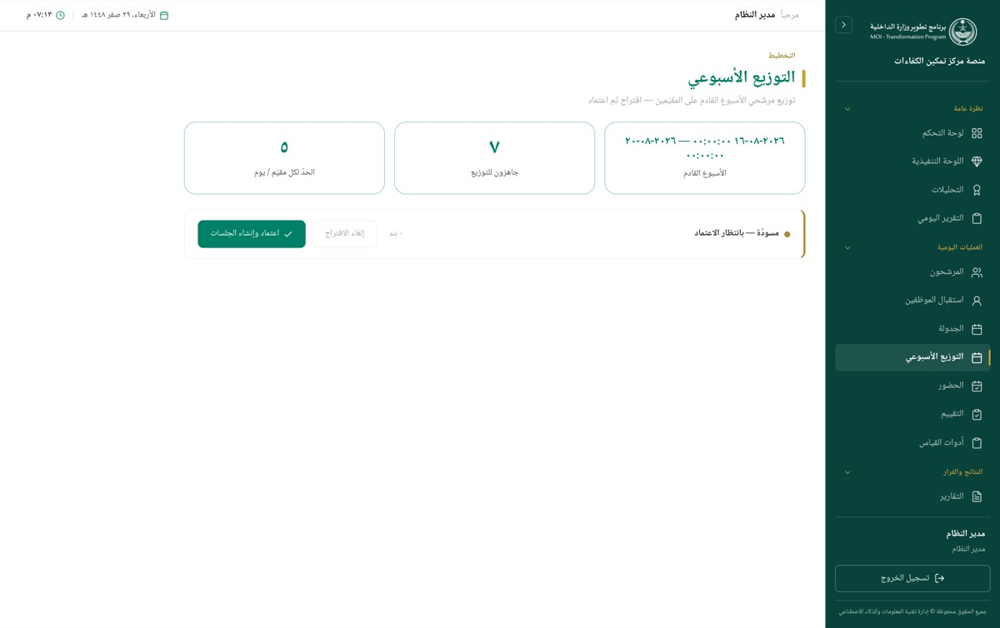 برنامج تطوير وزارة الداخلية
MOI - Transformation Program
منصة مركز تمكين الكفاءات
نظرة عامة
لوحة التحكم
اللوحة التنفيذية
التحليلات
التقرير اليومي
العمليات اليومية
المرشحون
استقبال الموظفين
الجدولة
التوزيع الأسبوعي
الحضور
التقييم
أدوات القياس
النتائج والقرار
التقارير
مدير النظام
مدير النظام
تسجيل الخروج
جميع الحقوق محفوظة © إدارة تقنية المعلومات والذكاء الاصطناعي
مرحباً مدير النظام
الأربعاء، ٢٩ صفر ١٤٤٨ هـ
٠٧:١٣ م
التخطيط
التوزيع الأسبوعي
توزيع مرشّحي الأسبوع القادم على المقيّمين — اقتراح ثم اعتماد
٢٠٢٦-٠٨-١٦ ٠٠:٠٠:٠٠ — ٢٠٢٦-٠٨-٢٠
٠٠:٠٠:٠٠
الأسبوع القادم
٧
جاهزون للتوزيع
٥
الحدّ لكل مقيّم / يوم
مسودّة — بانتظار الاعتماد
٠ بند
إلغاء الاقتراح
اعتماد وإنشاء الجلسات